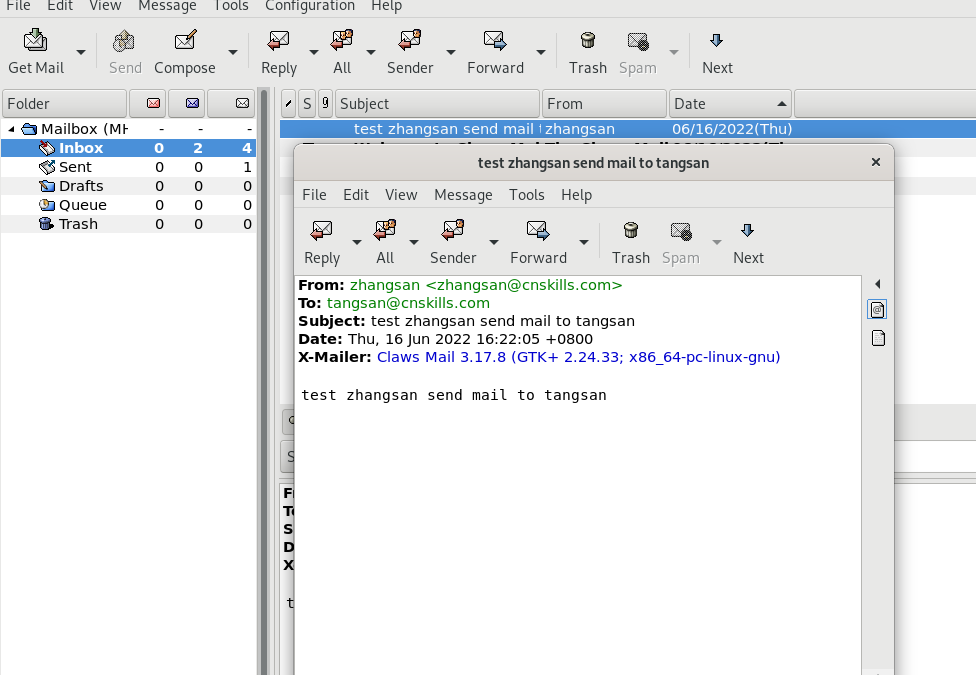 File Edit View Message Tools Configuration Help
Get Mail Send Compose Reply All Sender Forward Trash Spam Next
Folder S Subject From Date
Mailbox (MH - - -
test zhangsan send mail zhangsan 06/16/2022(Thu)
Inbox 0 2 4
Sent 0 0 1
Drafts 0 0 0
Queue 0 0 0
Trash 0 0 0
test zhangsan send mail to tangsan
File Edit View Message Tools Help
Reply All Sender Forward Trash Spam Next
From: zhangsan <zhangsan@cnskills.com>
To: tangsan@cnskills.com
Subject: test zhangsan send mail to tangsan
Date: Thu, 16 Jun 2022 16:22:05 +0800
X-Mailer: Claws Mail 3.17.8 (GTK+ 2.24.33; x86_64-pc-linux-gnu)
test zhangsan send mail to tangsan